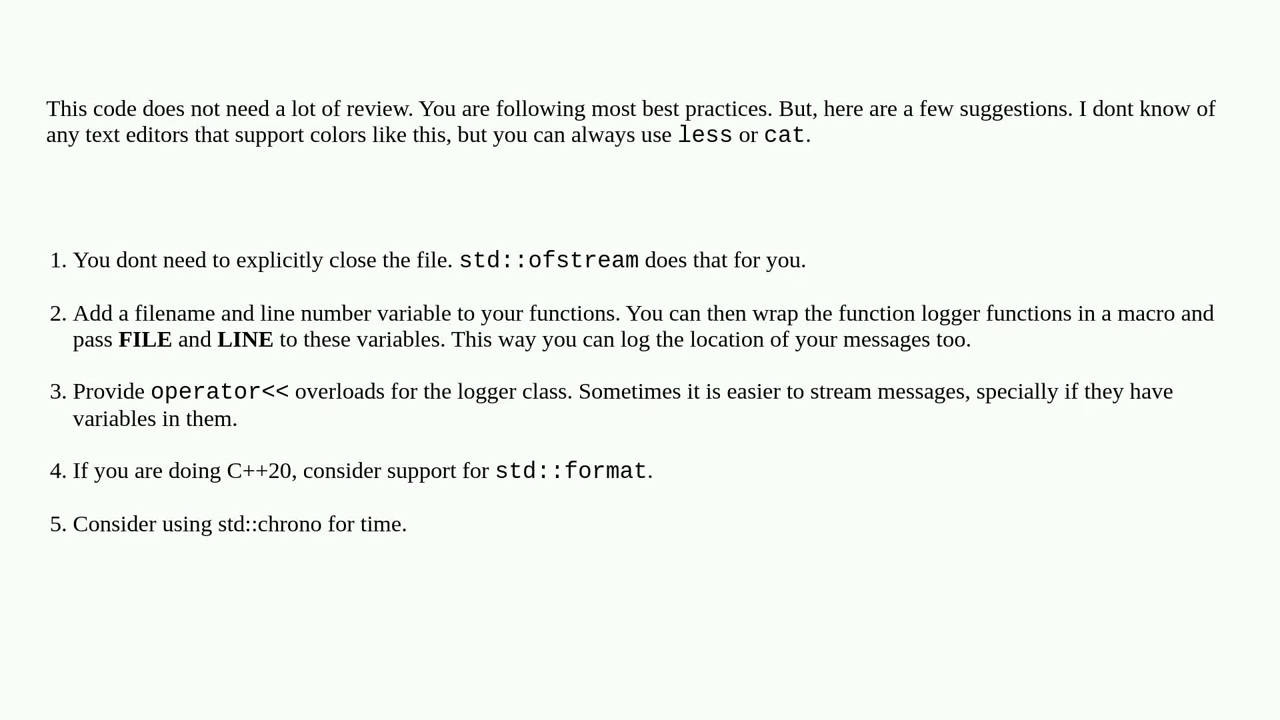 This code does not need a lot of review. You are following most best practices. But, here are a few suggestions. I dont know of
any text editors that support colors like this, but you can always use less or cat.
1. You dont need to explicitly close the file. std::ofstream does that for you.
2. Add a filename and line number variable to your functions. You can then wrap the function logger functions in a macro and
pass FILE and LINE to these variables. This way you can log the location of your messages too.
3. Provide operator<< overloads for the logger class. Sometimes it is easier to stream messages, specially if they have
variables in them.
4. If you are doing C++20, consider support for std::format.
5. Consider using std::chrono for time.